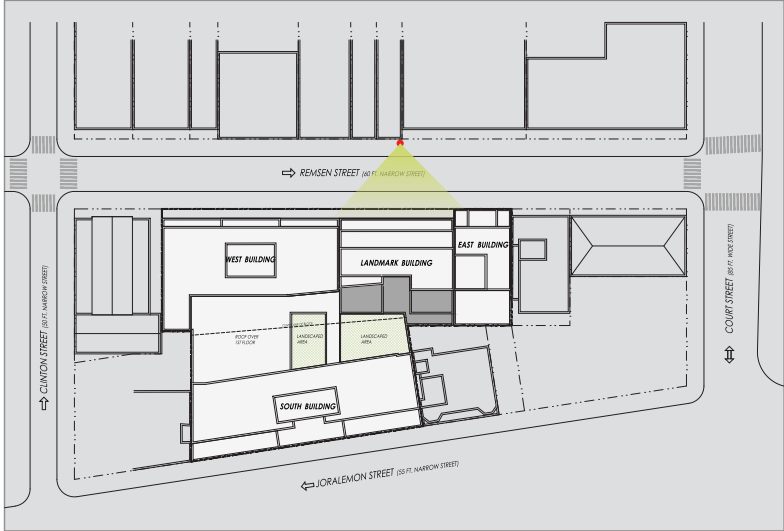 REMSEN STREET (60 FT. NARROW STREET)
WEST BUILDING
LANDMARK BUILDING
EAST BUILDING
COURT STREET (85 FT. WIDE STREET)
CLINTON STREET (50 FT. NARROW STREET)
ROOF OVER
1ST FLOOR
LANDSCAPED
AREA
LANDSCAPED
AREA
SOUTH BUILDING
JORALEMON STREET (55 FT. NARROW STREET)